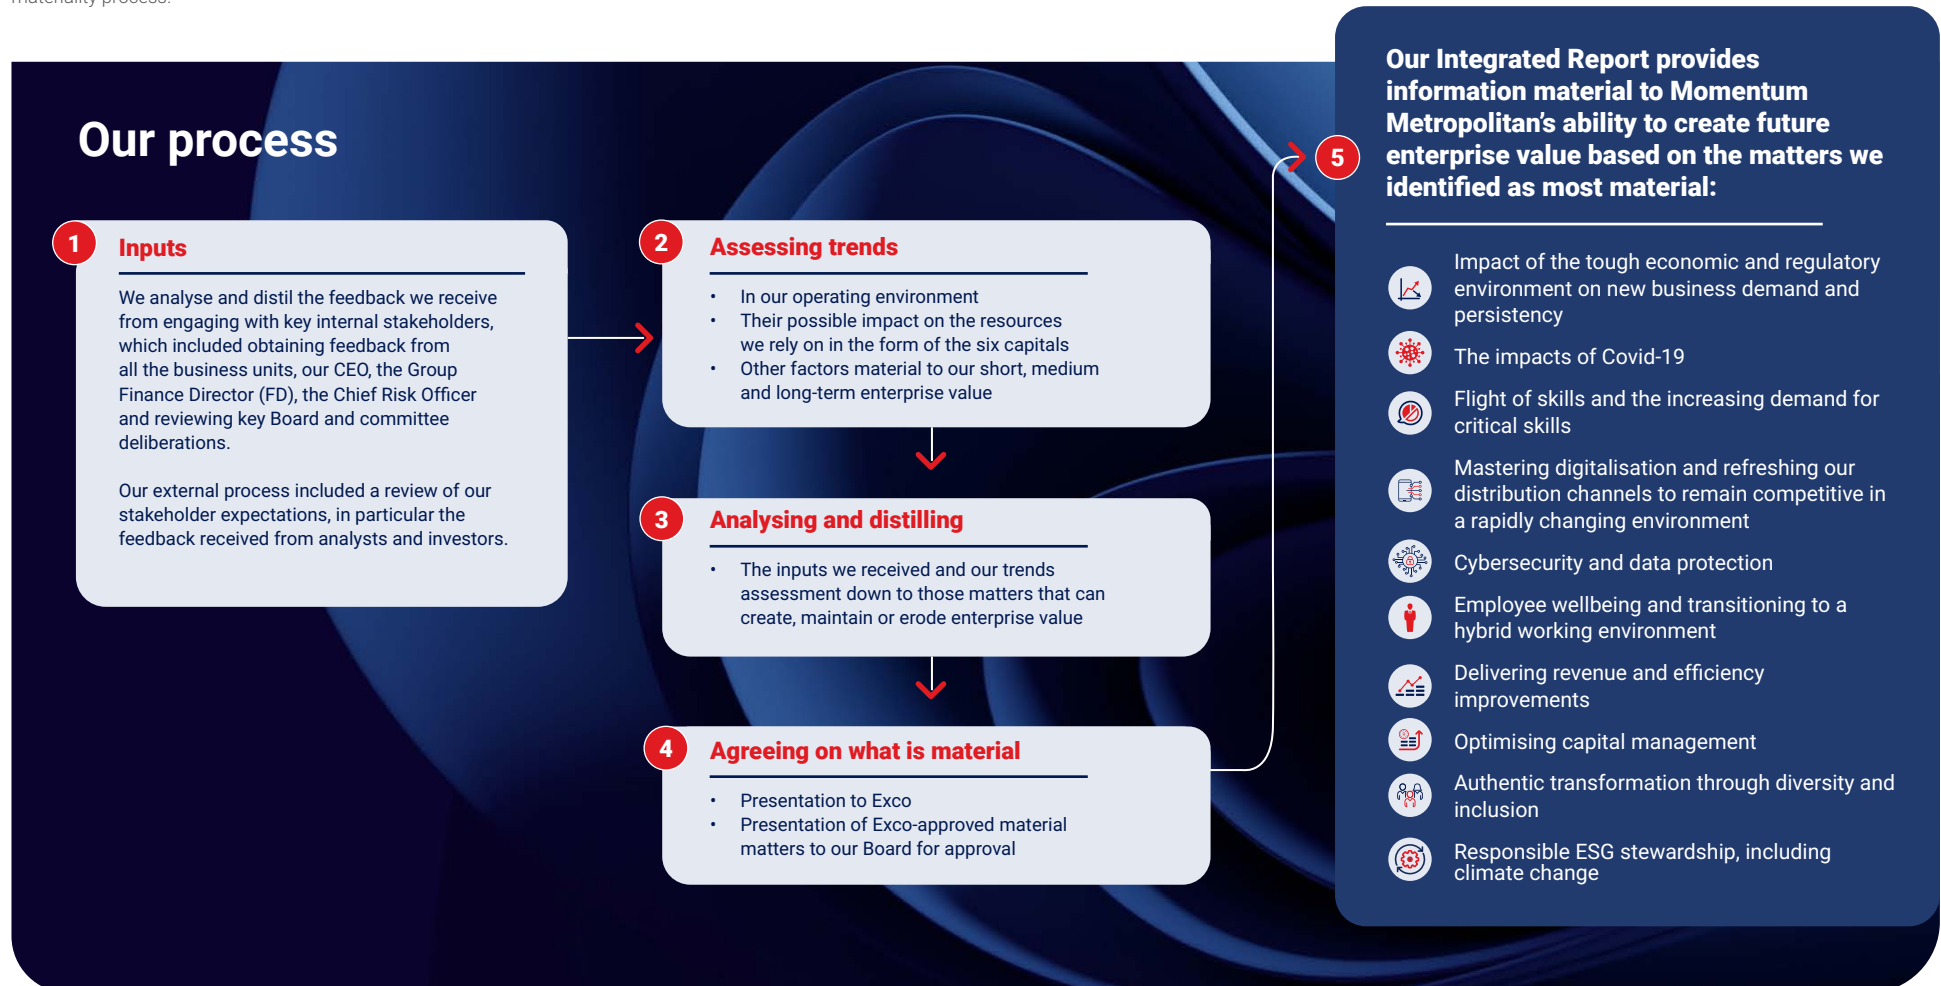 materiality process.
Our process
1
Inputs
We analyse and distil the feedback we receive
from engaging with key internal stakeholders,
which included obtaining feedback from
all the business units, our CEO, the Group
Finance Director (FD), the Chief Risk Officer
and reviewing key Board and committee
deliberations.
Our external process included a review of our
stakeholder expectations, in particular the
feedback received from analysts and investors.
2
Assessing trends
• In our operating environment
• Their possible impact on the resources
we rely on in the form of the six capitals
• Other factors material to our short, medium
and long-term enterprise value
3
Analysing and distilling
• The inputs we received and our trends
assessment down to those matters that can
create, maintain or erode enterprise value
4
Agreeing on what is material
• Presentation to Exco
• Presentation of Exco-approved material
matters to our Board for approval
5
Our Integrated Report provides
information material to Momentum
Metropolitan’s ability to create future
enterprise value based on the matters we
identified as most material:
Impact of the tough economic and regulatory
environment on new business demand and
persistency
The impacts of Covid-19
Flight of skills and the increasing demand for
critical skills
Mastering digitalisation and refreshing our
distribution channels to remain competitive in
a rapidly changing environment
Cybersecurity and data protection
Employee wellbeing and transitioning to a
hybrid working environment
Delivering revenue and efficiency
improvements
Optimising capital management
Authentic transformation through diversity and
inclusion
Responsible ESG stewardship, including
climate change